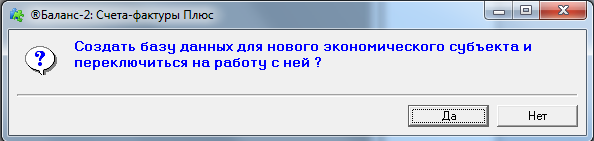 ®Баланс-2: Счета-фактуры Плюс
Создать базу данных для нового экономического субъекта и
переключиться на работу с ней ?
Да
Нет